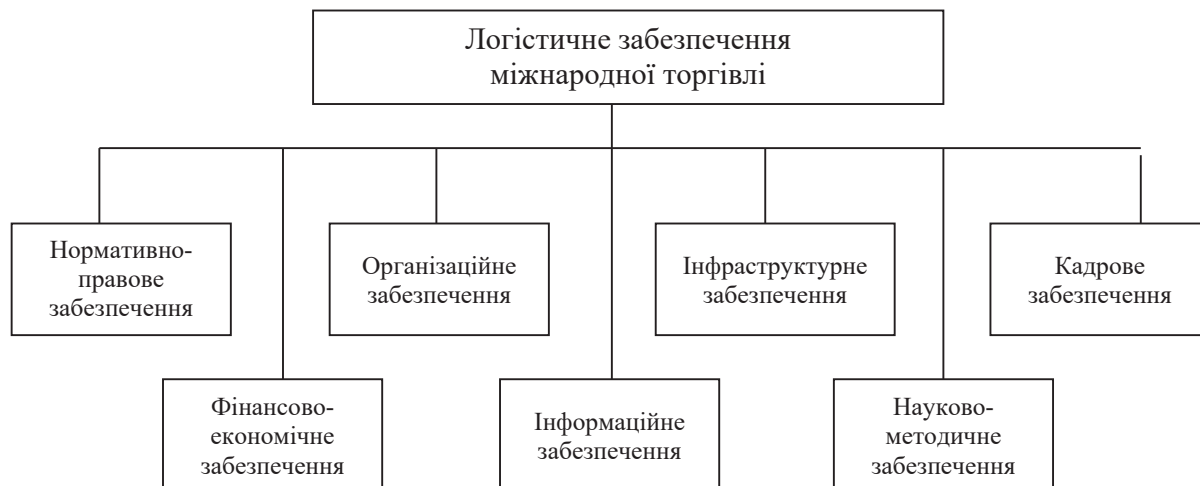 Логістичне забезпечення
міжнародної торгівлі
Нормативно-
правове
забезпечення
Організаційне
забезпечення
Інфраструктурне
забезпечення
Кадрове
забезпечення
Фінансово-
економічне
забезпечення
Інформаційне
забезпечення
Науково-
методичне
забезпечення